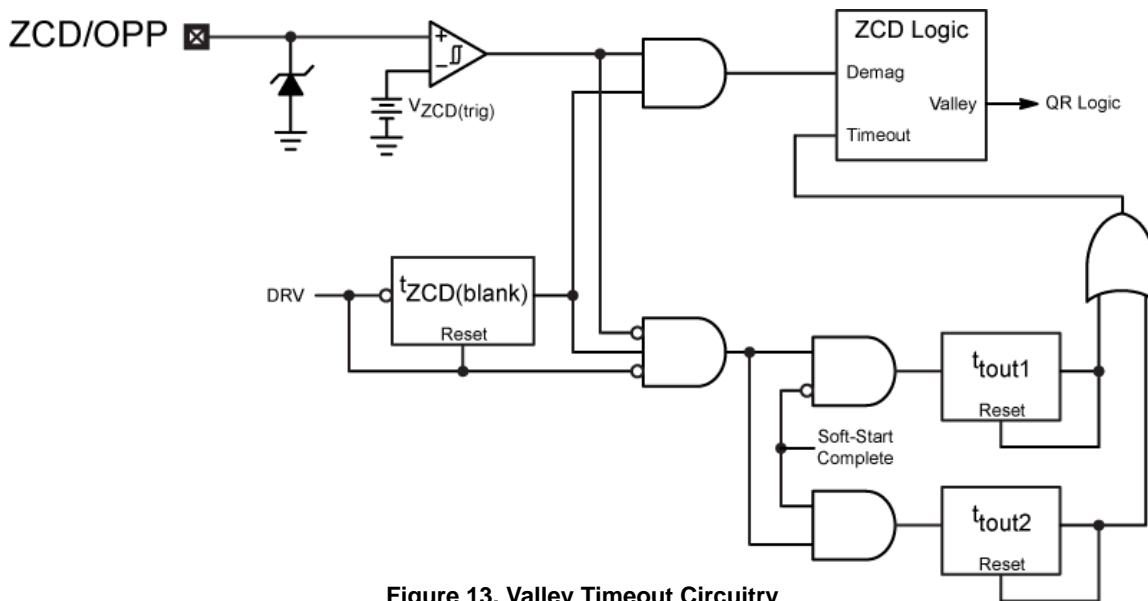 ZCD/OPP
+
–
VZCD(trig)
ZCD Logic
Demag
Valley
Timeout
QR Logic
DRV
tZCD(blank)
Reset
ttout1
Reset
Soft-Start
Complete
ttout2
Reset
Figure 13. Valley Timeout Circuitry